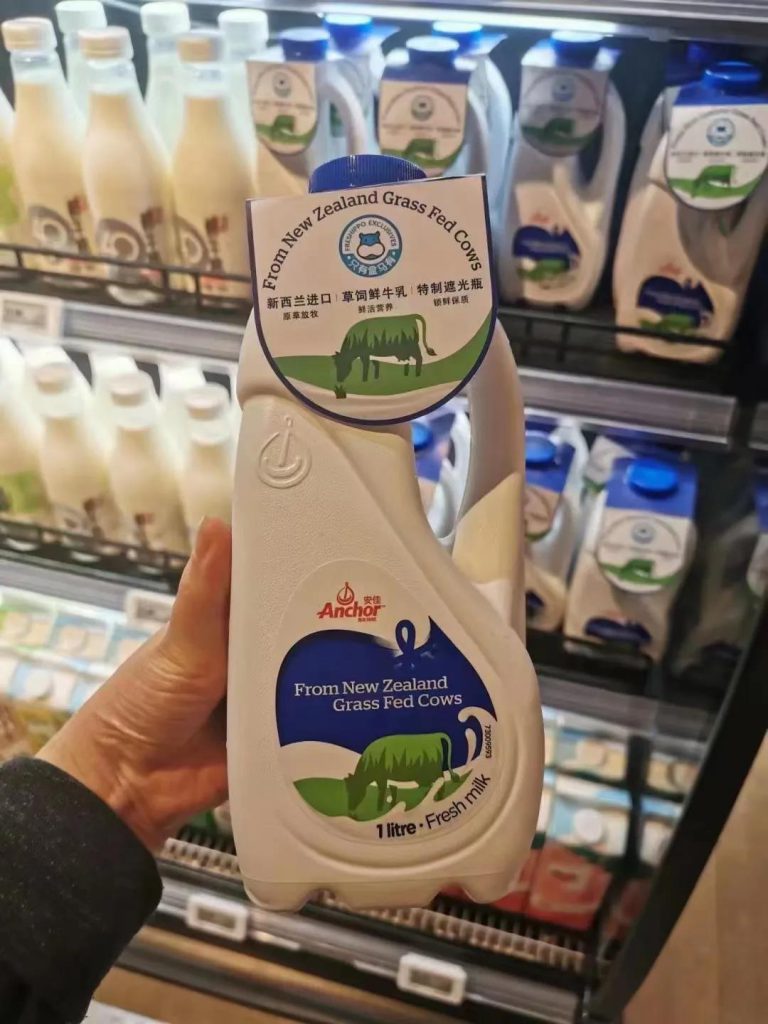 From New Zealand Grass Fed Cows
FRESHIPPO EXCLUSIVES
只有盒马有
新西兰进口 | 草饲鲜牛乳 | 特制遮光瓶
原草放牧 鲜活营养 锁鲜保质
安佳
Anchor
From New Zealand
Grass Fed Cows
7300953
1 litre · Fresh milk